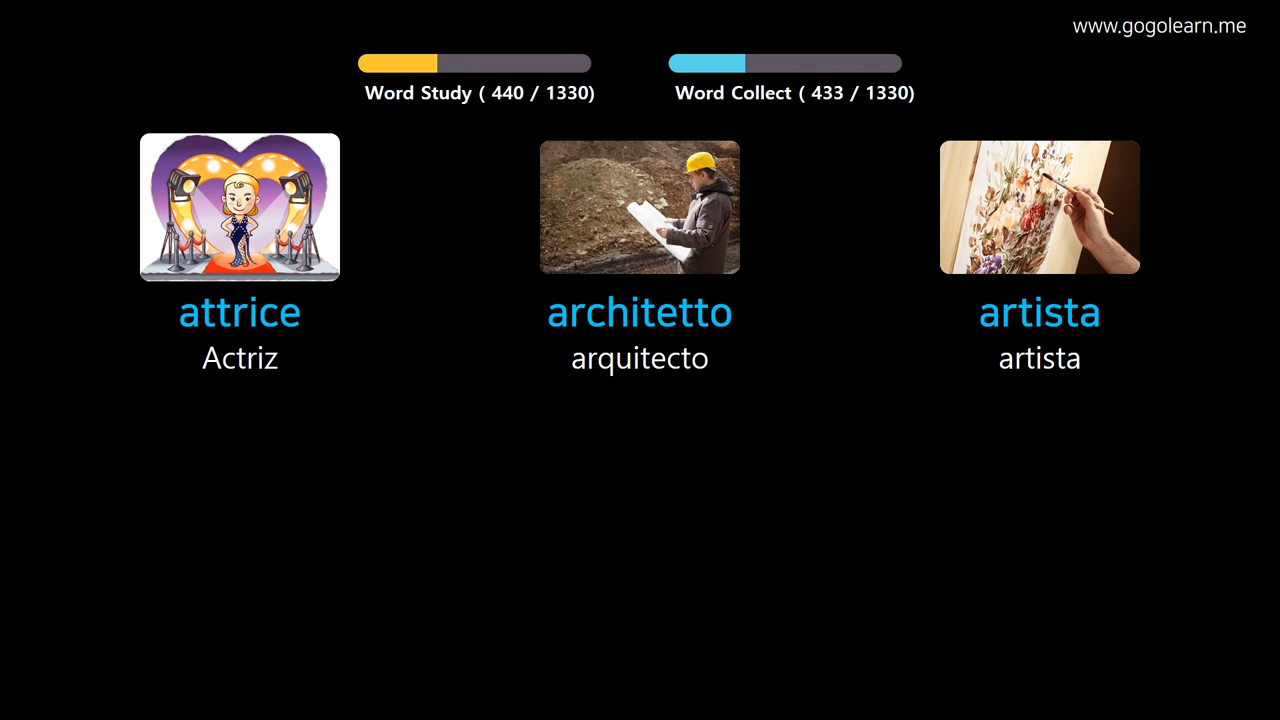 www.gogolearn.me
Word Study ( 440 / 1330)
Word Collect ( 433 / 1330)
attrice
Actriz
architetto
arquitecto
artista
artista